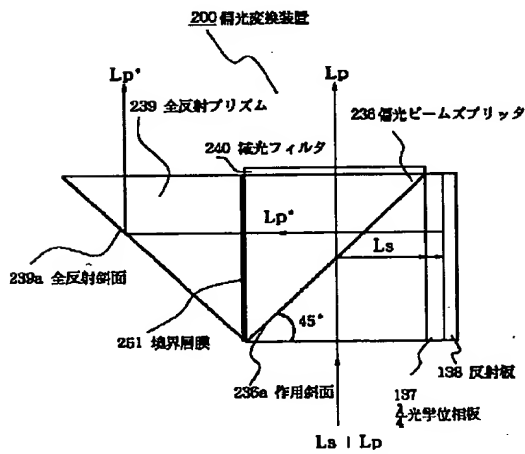 200 偏光変換装置
Lp*
Lp
239 全反射プリズム
236 偏光ビームズプリッタ
240 減光フィルタ
Lp*
Ls
239a 全反射斜面
45°
251 境界層膜
236a 作用斜面
138 反射板
137
λ/4光学位相板
Ls | Lp